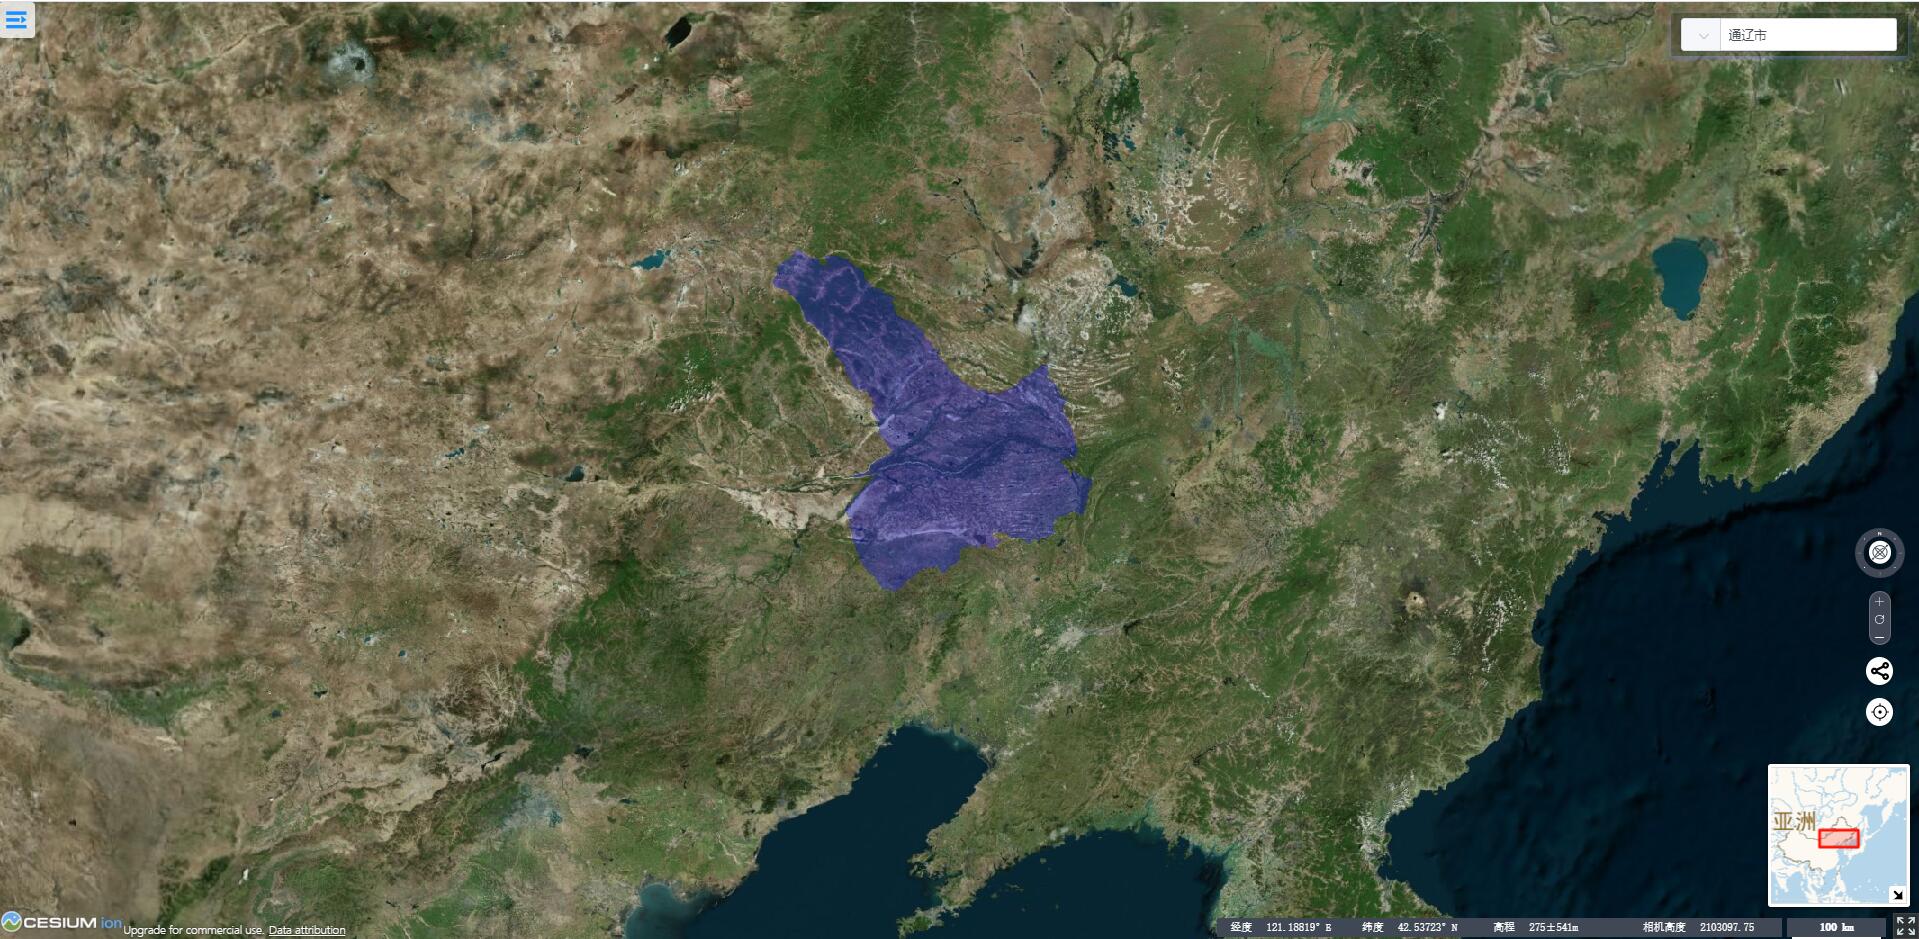 通辽市
N
亚洲
CESIUM ion Upgrade for commercial use. Data attribution
经度 121.18819° E 纬度 42.53723° N 高程 275±541m 相机高度 2103097.75 100 km